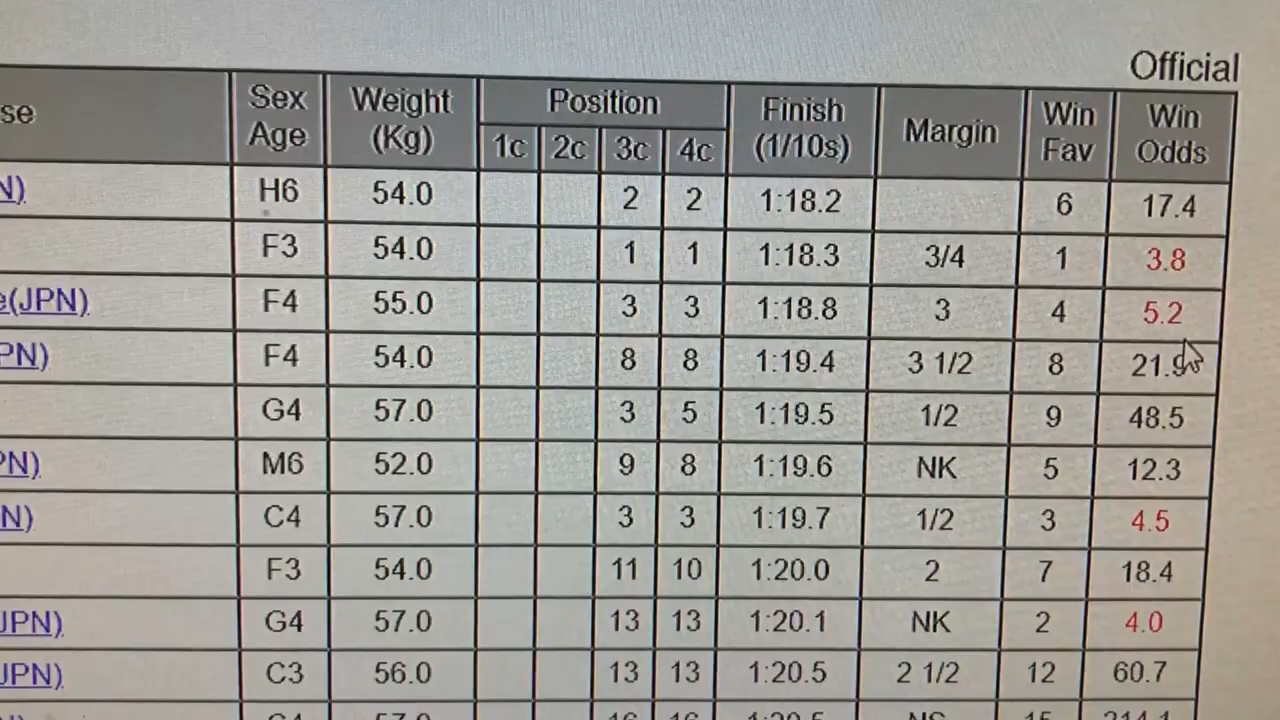 Official
se Sex Age Weight (Kg) Position 1c 2c 3c 4c Finish (1/10s) Margin Win Fav Win Odds
N) H6 54.0 2 2 1:18.2 6 17.4
F3 54.0 1 1 1:18.3 3/4 1 3.8
e(JPN) F4 55.0 3 3 1:18.8 3 4 5.2
PN) F4 54.0 8 8 1:19.4 3 1/2 8 21.9
G4 57.0 3 5 1:19.5 1/2 9 48.5
PN) M6 52.0 9 8 1:19.6 NK 5 12.3
N) C4 57.0 3 3 1:19.7 1/2 3 4.5
F3 54.0 11 10 1:20.0 2 7 18.4
JPN) G4 57.0 13 13 1:20.1 NK 2 4.0
JPN) C3 56.0 13 13 1:20.5 2 1/2 12 60.7